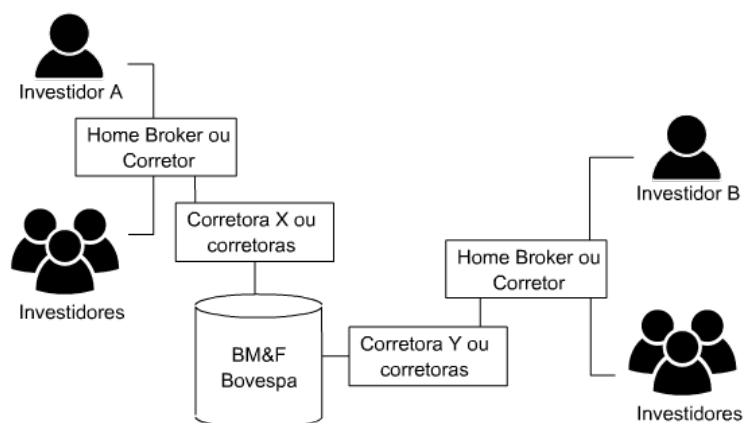 Investidor A
Home Broker ou
Corretor
Investidores
Corretora X ou
corretoras
BM&F
Bovespa
Corretora Y ou
corretoras
Home Broker ou
Corretor
Investidor B
Investidores